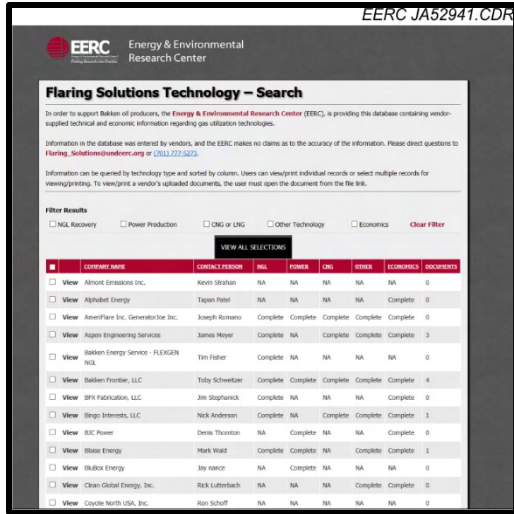 EERC JA52941.CDR
EERC
Energy & Environmental
Research Center
Putting Research into Practice
Flaring Solutions Technology – Search
In order to support Bakken oil producers, the Energy & Environmental Research Center (EERC), is providing this database containing vendor-
supplied technical and economic information regarding gas utilization technologies.
Information in the database was entered by vendors, and the EERC makes no claims as to the accuracy of the information. Please direct questions to
Flaring_Solutions@undeerc.org or (701) 777-5273.
Information can be queried by technology type and sorted by column. Users can view/print individual records or select multiple records for
viewing/printing. To view/print a vendor's uploaded documents, the user must open the document from the file link.
Filter Results
NGL Recovery Power Production CNG or LNG Other Technology Economics Clear Filter
VIEW ALL SELECTIONS
COMPANY NAME CONTACT PERSON NGL POWER CNG OTHER ECONOMICS DOCUMENTS
View Almont Emissions Inc. Kevin Strahan NA NA NA NA NA 0
View Alphabet Energy Tapan Patel NA NA NA NA Complete 0
View AmeriFlare Inc. GeneratorJoe Inc. Joseph Romano Complete Complete Complete Complete Complete 0
View Aspen Engineering Services James Meyer Complete NA Complete Complete Complete 3
View Bakken Energy Service - FLEXGEN NGL Tim Fisher Complete NA NA NA NA 0
View Bakken Frontier, LLC Toby Schweitzer Complete Complete Complete Complete Complete 4
View BFX Fabrication, LLC Jim Stephanick Complete NA NA NA Complete 0
View Bingo Interests, LLC Nick Anderson Complete NA Complete Complete Complete 1
View BJC Power Denis Thornton NA Complete NA NA Complete 0
View Blaise Energy Mark Wald Complete Complete NA Complete Complete 1
View BluBox Energy Jay nance NA Complete NA NA NA 0
View Clean Global Energy, Inc. Rick Lutterbach NA NA NA Complete Complete 0
View Coyote North USA, Inc. Ron Schoff NA NA NA NA NA 0